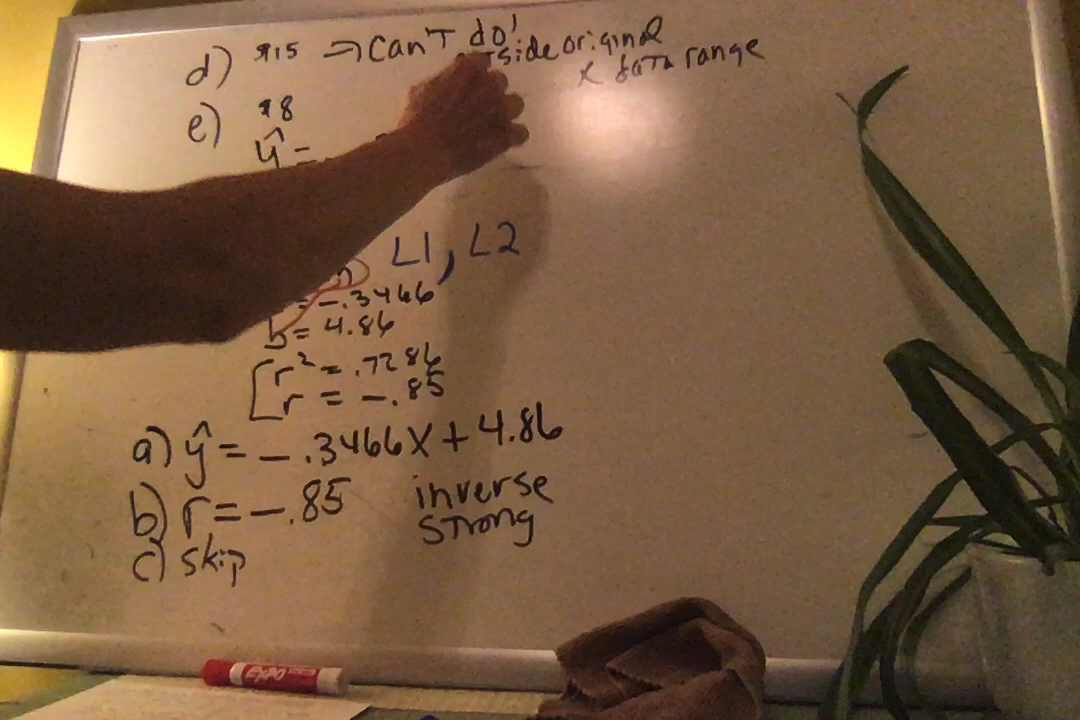 d) $15 ⇒ Can't do!
outside original
x data range
e) $8
ŷ =
L1, L2
= -.3466
b = 4.86
r² = .7286
r = -.85
a) ŷ = -.3466x + 4.86
b) r = -.85 inverse
strong
c) skip
EXPO